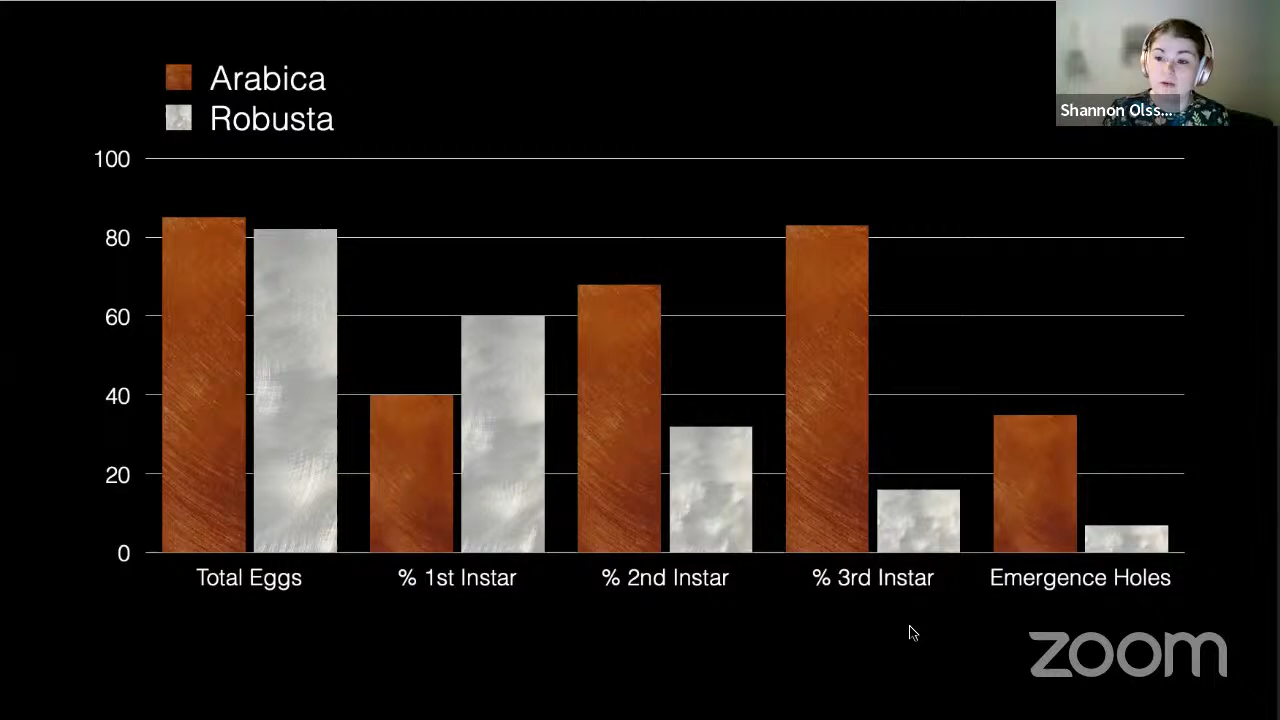 Arabica
Robusta
Shannon Olss...
100
80
60
40
20
0
Total Eggs
% 1st Instar
% 2nd Instar
% 3rd Instar
Emergence Holes
zoom